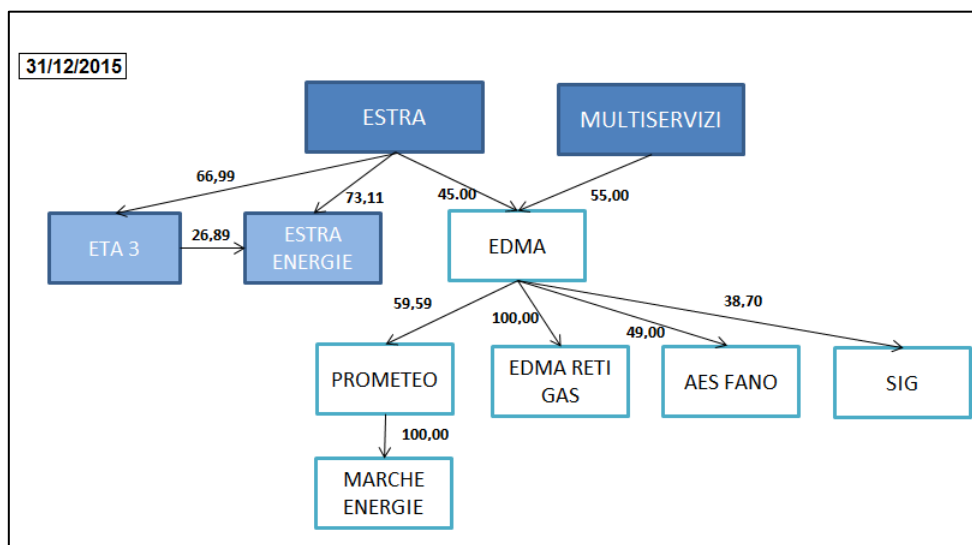 31/12/2015
ESTRA
MULTISERVIZI
66,99
73,11
45.00
55,00
ETA 3
26,89
ESTRA
ENERGIE
EDMA
59,59
100,00
49,00
38,70
PROMETEO
EDMA RETI
GAS
AES FANO
SIG
100,00
MARCHE
ENERGIE